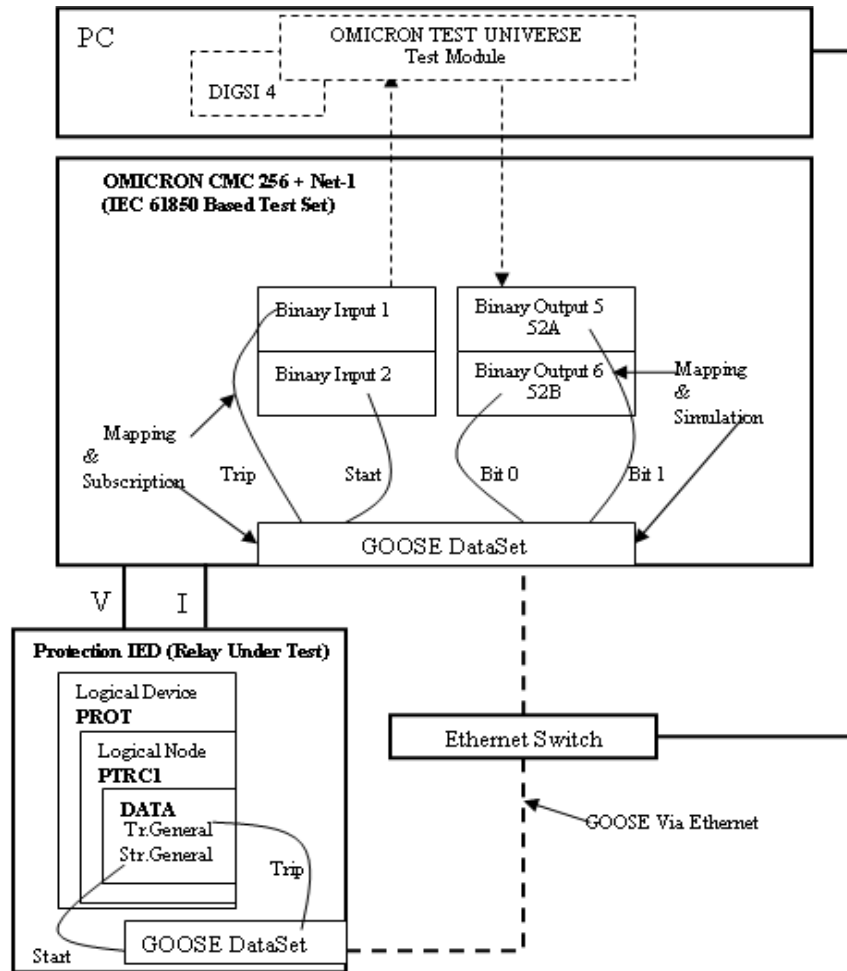 PC
OMICRON TEST UNIVERSE
Test Module
DIGSI 4
OMICRON CMC 256 + Net-1
(IEC 61850 Based Test Set)
Binary Input 1
Binary Input 2
Binary Output 5
52A
Binary Output 6
52B
Mapping
&
Simulation
Mapping
&
Subscription
Trip
Start
Bit 0
Bit 1
GOOSE DataSet
V
I
Protection IED (Relay Under Test)
Logical Device
PROT
Logical Node
PTRC1
DATA
Tr.General
Str.General
Trip
Start
GOOSE DataSet
Ethernet Switch
GOOSE Via Ethernet